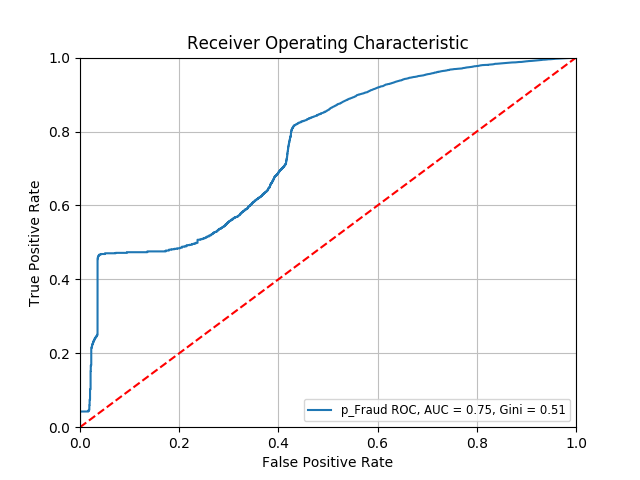 Receiver Operating Characteristic
True Positive Rate
1.0
0.8
0.6
0.4
0.2
0.0
p_Fraud ROC, AUC = 0.75, Gini = 0.51
0.0 0.2 0.4 0.6 0.8 1.0
False Positive Rate